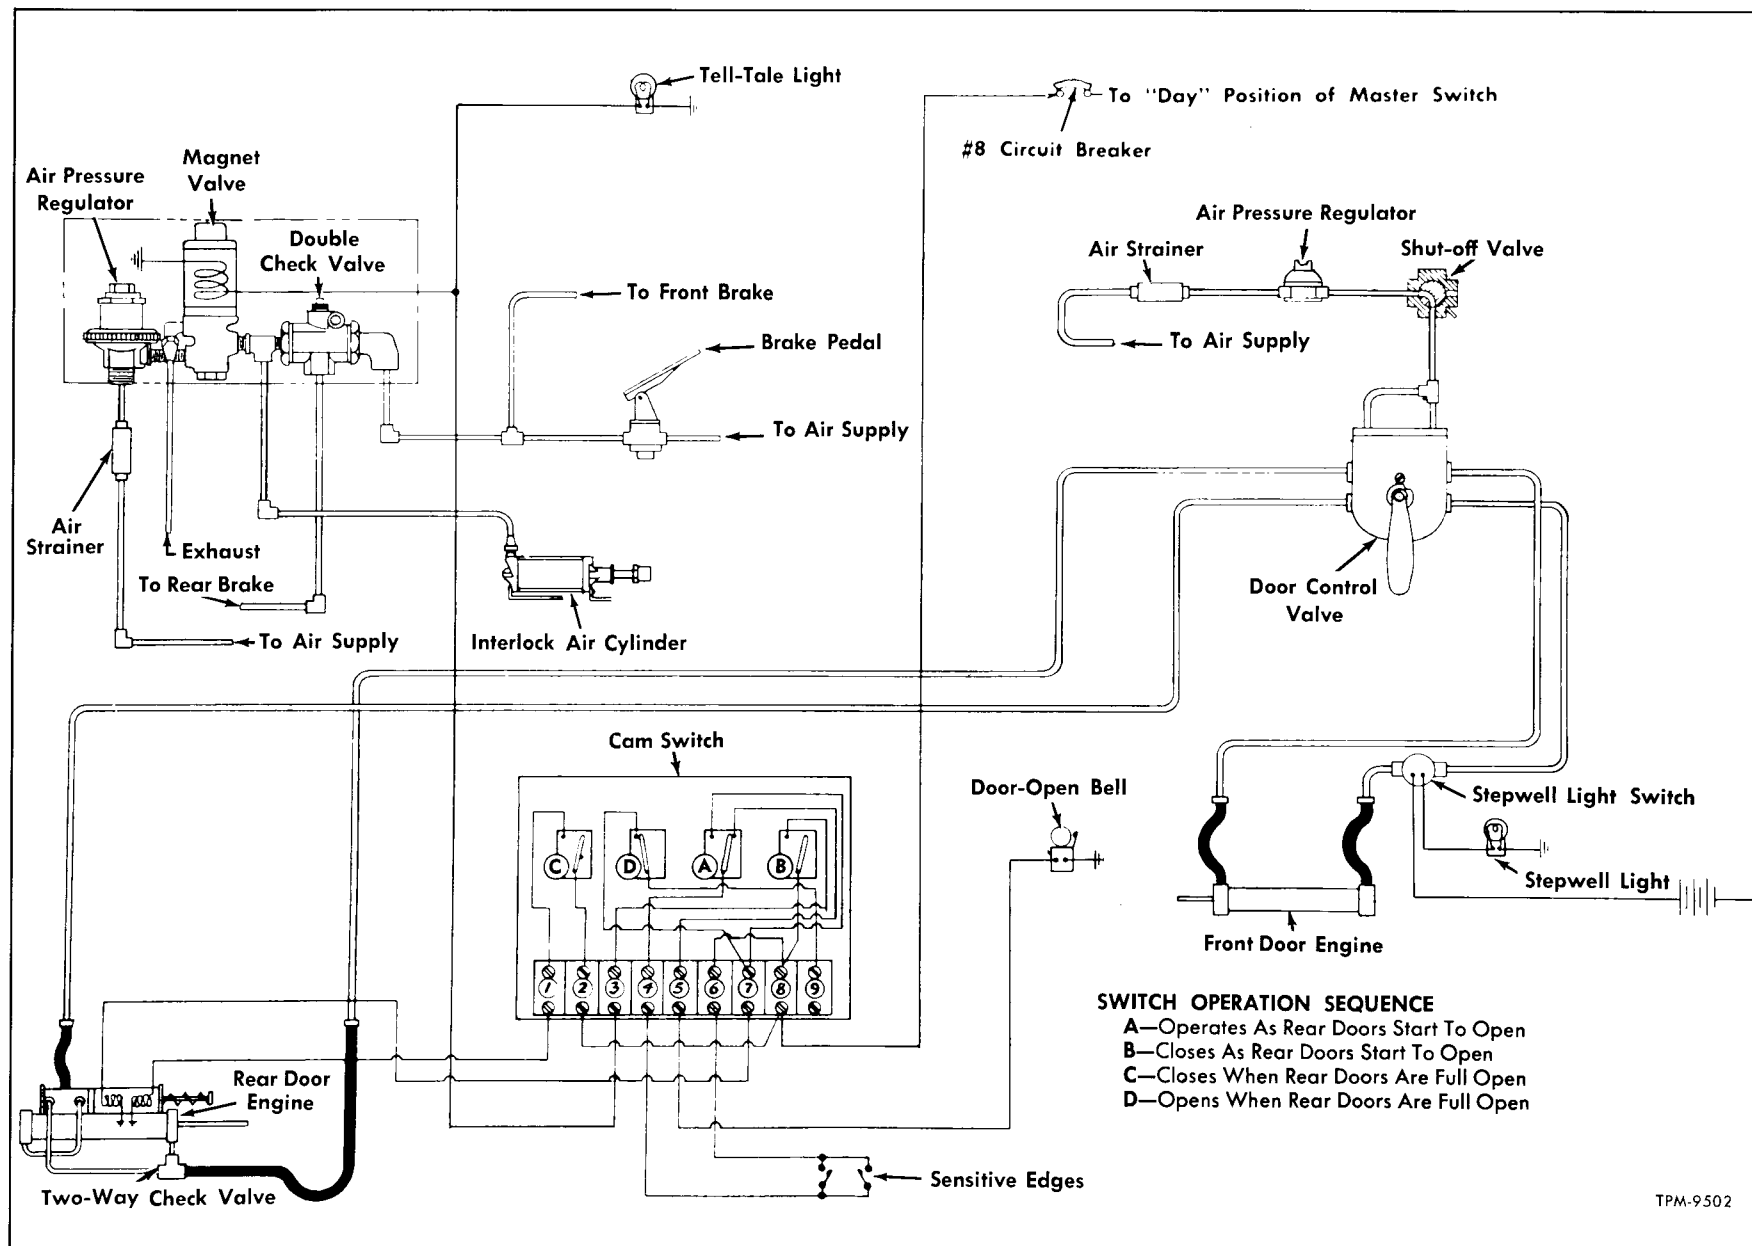 Tell-Tale Light
To "Day" Position of Master Switch
#8 Circuit Breaker
Magnet
Valve
Air Pressure
Regulator
Double
Check Valve
To Front Brake
Brake Pedal
To Air Supply
Air Pressure Regulator
Air Strainer
Shut-off Valve
To Air Supply
Air
Strainer
Exhaust
To Rear Brake
To Air Supply
Interlock Air Cylinder
Door Control
Valve
Cam Switch
Door-Open Bell
Stepwell Light Switch
Stepwell Light
Front Door Engine
C
D
A
B
1 2 3 4 5 6 7 8 9
Rear Door
Engine
Two-Way Check Valve
Sensitive Edges
SWITCH OPERATION SEQUENCE
A—Operates As Rear Doors Start To Open
B—Closes As Rear Doors Start To Open
C—Closes When Rear Doors Are Full Open
D—Opens When Rear Doors Are Full Open
TPM-9502